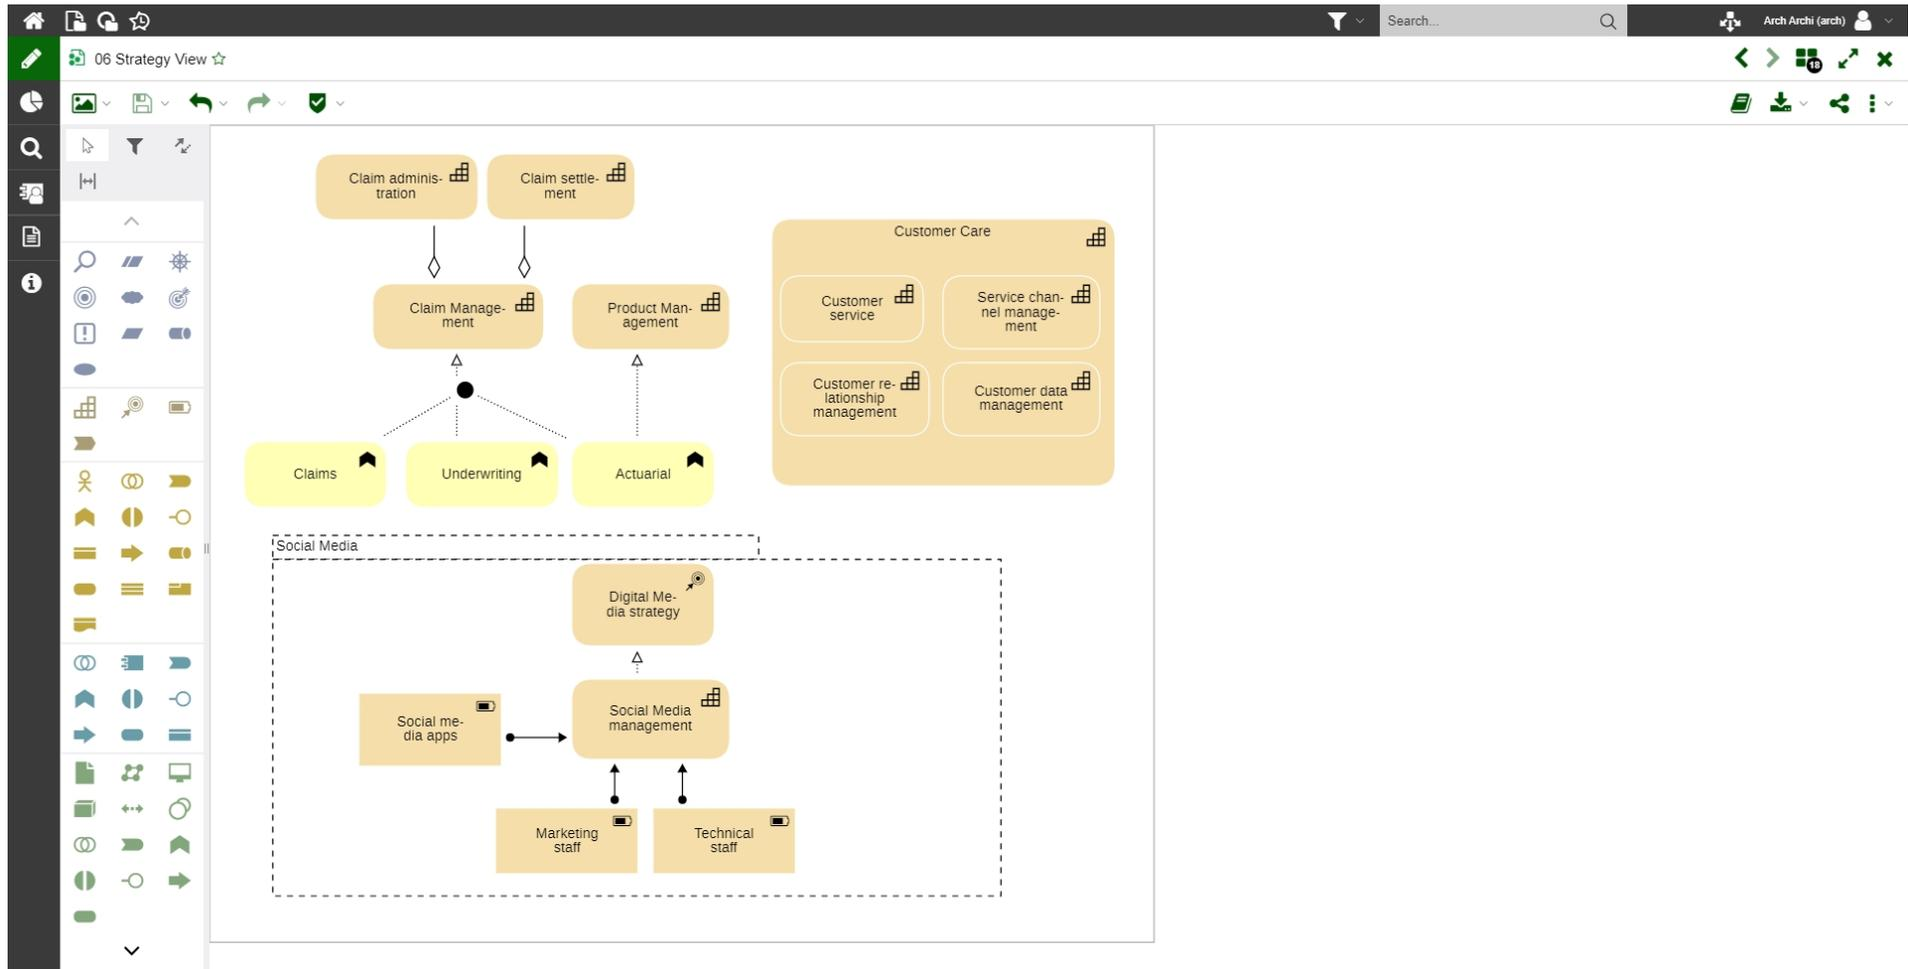 Search...
Arch Archi (arch)
06 Strategy View
18
Claim adminis-
tration
Claim settle-
ment
Customer Care
Claim Manage-
ment
Product Man-
agement
Customer
service
Service chan-
nel manage-
ment
Customer re-
lationship
management
Customer data
management
Claims
Underwriting
Actuarial
Social Media
Digital Me-
dia strategy
Social me-
dia apps
Social Media
management
Marketing
staff
Technical
staff